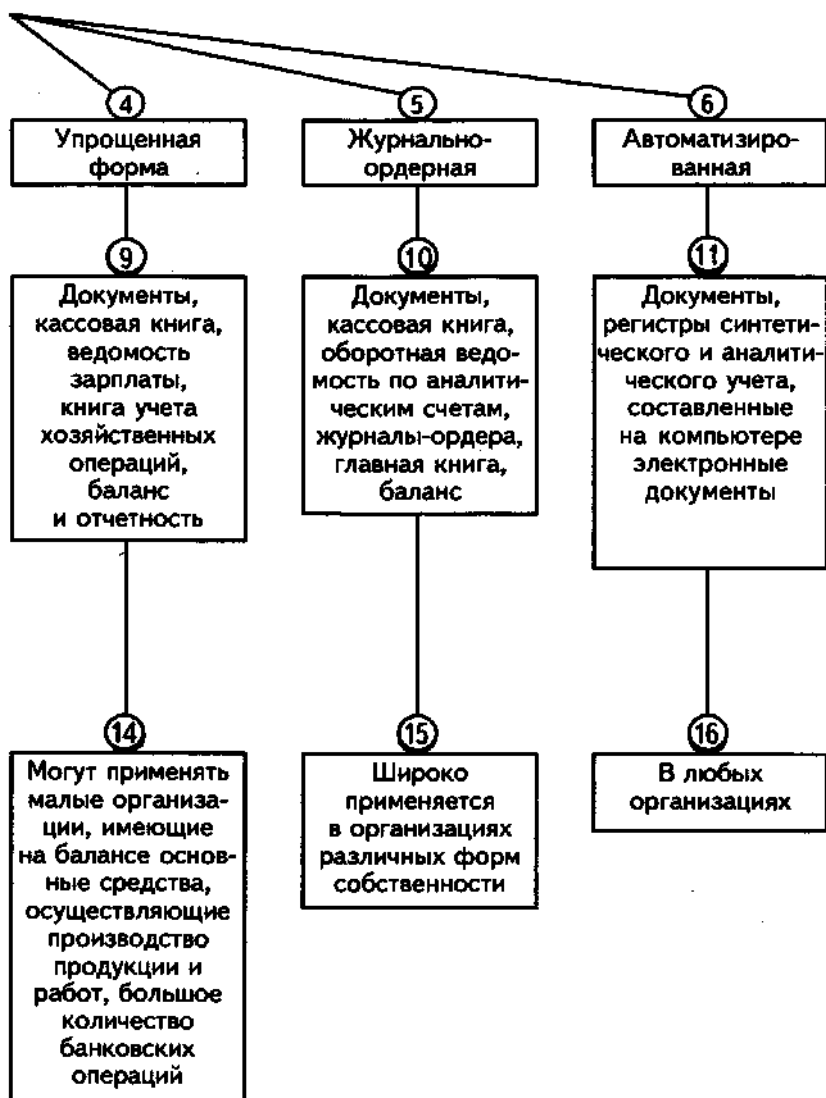 4
Упрощенная
форма
5
Журнально-
ордерная
6
Автоматизиро-
ванная
9
Документы,
кассовая книга,
ведомость
зарплаты,
книга учета
хозяйственных
операций,
баланс
и отчетность
10
Документы,
кассовая книга,
оборотная ведо-
мость по аналити-
ческим счетам,
журналы-ордера,
главная книга,
баланс
11
Документы,
регистры синтети-
ческого и аналити-
ческого учета,
составленные
на компьютере
электронные
документы
14
Могут применять
малые организа-
ции, имеющие
на балансе основ-
ные средства,
осуществляющие
производство
продукции и
работ, большое
количество
банковских
операций
15
Широко
применяется
в организациях
различных форм
собственности
16
В любых
организациях